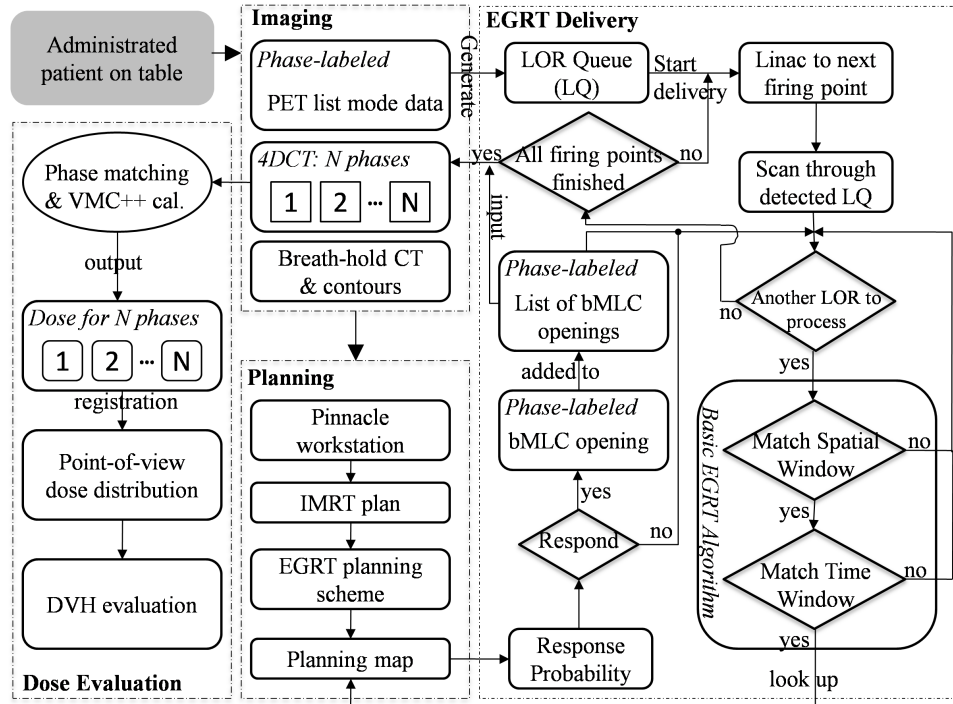 Administrated
patient on table
Imaging
Phase-labeled
PET list mode data
4DCT: N phases
1 2 ··· N
Breath-hold CT
& contours
Planning
Pinnacle
workstation
IMRT plan
EGRT planning
scheme
Planning map
Phase matching
& VMC++ cal.
output
Dose for N phases
1 2 ··· N
registration
Point-of-view
dose distribution
DVH evaluation
Dose Evaluation
EGRT Delivery
Generate
LOR Queue
(LQ)
Start
delivery
Linac to next
firing point
Scan through
detected LQ
All firing points
finished
yes
no
input
Another LOR to
process
no
yes
Basic EGRT Algorithm
Match Spatial
Window
no
yes
Match Time
Window
no
yes
look up
Response
Probability
Respond
no
yes
Phase-labeled
bMLC opening
added to
Phase-labeled
List of bMLC
openings